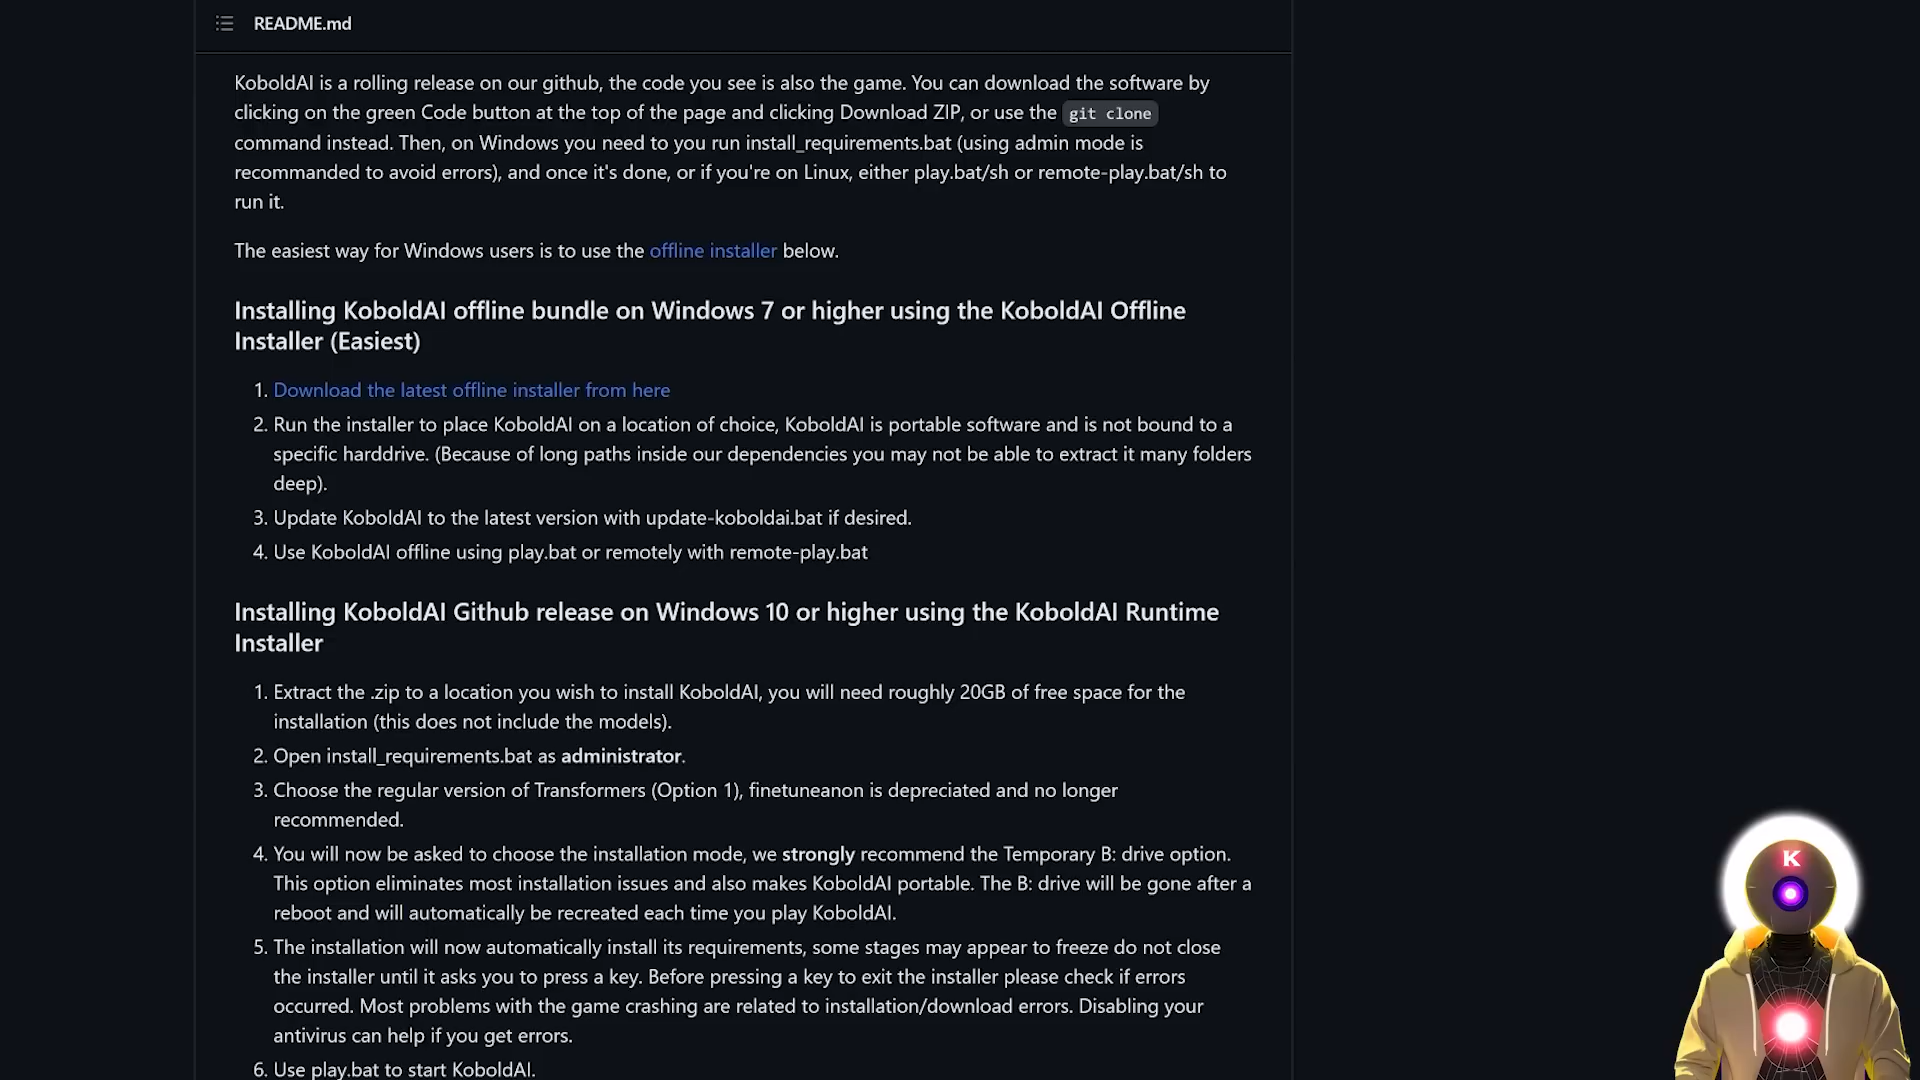 README.md
KoboldAI is a rolling release on our github, the code you see is also the game. You can download the software by
clicking on the green Code button at the top of the page and clicking Download ZIP, or use the git clone
command instead. Then, on Windows you need to you run install_requirements.bat (using admin mode is
recommanded to avoid errors), and once it's done, or if you're on Linux, either play.bat/sh or remote-play.bat/sh to
run it.
The easiest way for Windows users is to use the offline installer below.
Installing KoboldAI offline bundle on Windows 7 or higher using the KoboldAI Offline
Installer (Easiest)
1. Download the latest offline installer from here
2. Run the installer to place KoboldAI on a location of choice, KoboldAI is portable software and is not bound to a
specific harddrive. (Because of long paths inside our dependencies you may not be able to extract it many folders
deep).
3. Update KoboldAI to the latest version with update-koboldai.bat if desired.
4. Use KoboldAI offline using play.bat or remotely with remote-play.bat
Installing KoboldAI Github release on Windows 10 or higher using the KoboldAI Runtime
Installer
1. Extract the .zip to a location you wish to install KoboldAI, you will need roughly 20GB of free space for the
installation (this does not include the models).
2. Open install_requirements.bat as administrator.
3. Choose the regular version of Transformers (Option 1), finetuneanon is depreciated and no longer
recommended.
4. You will now be asked to choose the installation mode, we strongly recommend the Temporary B: drive option.
This option eliminates most installation issues and also makes KoboldAI portable. The B: drive will be gone after a
reboot and will automatically be recreated each time you play KoboldAI.
5. The installation will now automatically install its requirements, some stages may appear to freeze do not close
the installer until it asks you to press a key. Before pressing a key to exit the installer please check if errors
occurred. Most problems with the game crashing are related to installation/download errors. Disabling your
antivirus can help if you get errors.
6. Use play.bat to start KoboldAI.
K